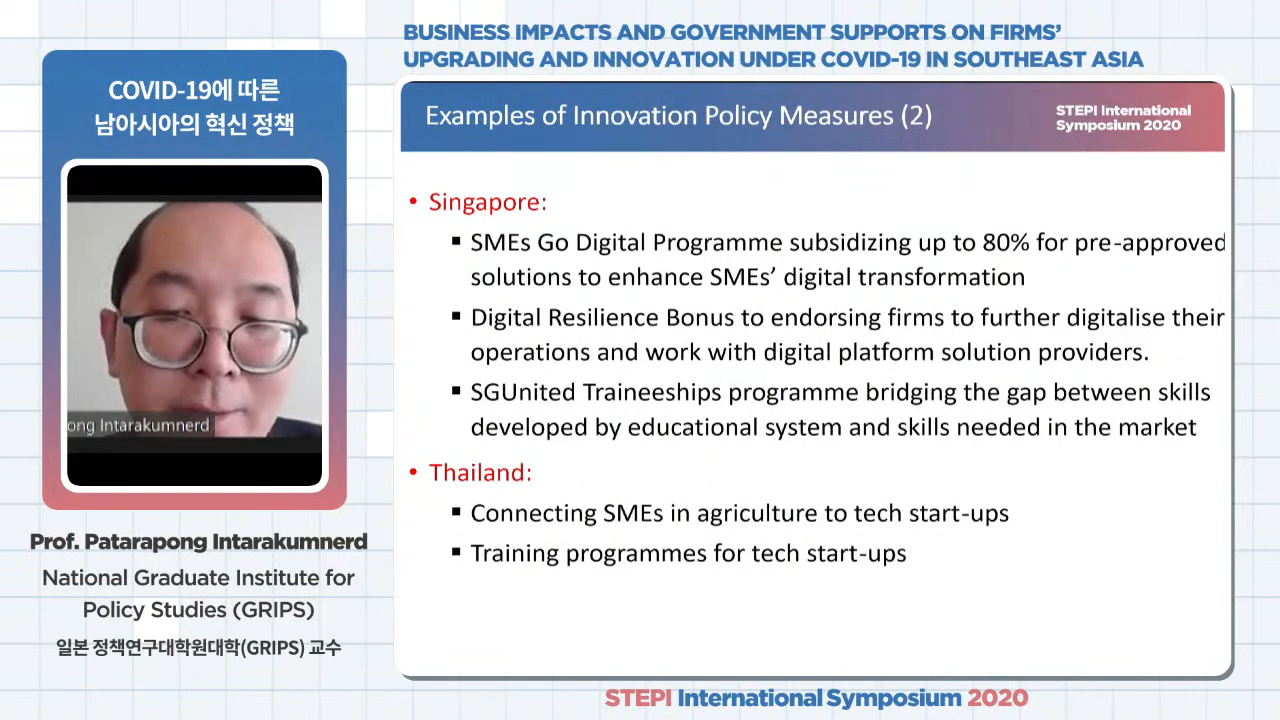 BUSINESS IMPACTS AND GOVERNMENT SUPPORTS ON FIRMS'
UPGRADING AND INNOVATION UNDER COVID-19 IN SOUTHEAST ASIA
COVID-19에 따른
남아시아의 혁신 정책
ong Intarakumnerd
Prof. Patarapong Intarakumnerd
National Graduate Institute for
Policy Studies (GRIPS)
일본 정책연구대학원대학(GRIPS) 교수
Examples of Innovation Policy Measures (2)
STEPI International
Symposium 2020
• Singapore:
▪ SMEs Go Digital Programme subsidizing up to 80% for pre-approved
solutions to enhance SMEs’ digital transformation
▪ Digital Resilience Bonus to endorsing firms to further digitalise their
operations and work with digital platform solution providers.
▪ SGUnited Traineeships programme bridging the gap between skills
developed by educational system and skills needed in the market
• Thailand:
▪ Connecting SMEs in agriculture to tech start-ups
▪ Training programmes for tech start-ups
STEPI International Symposium 2020